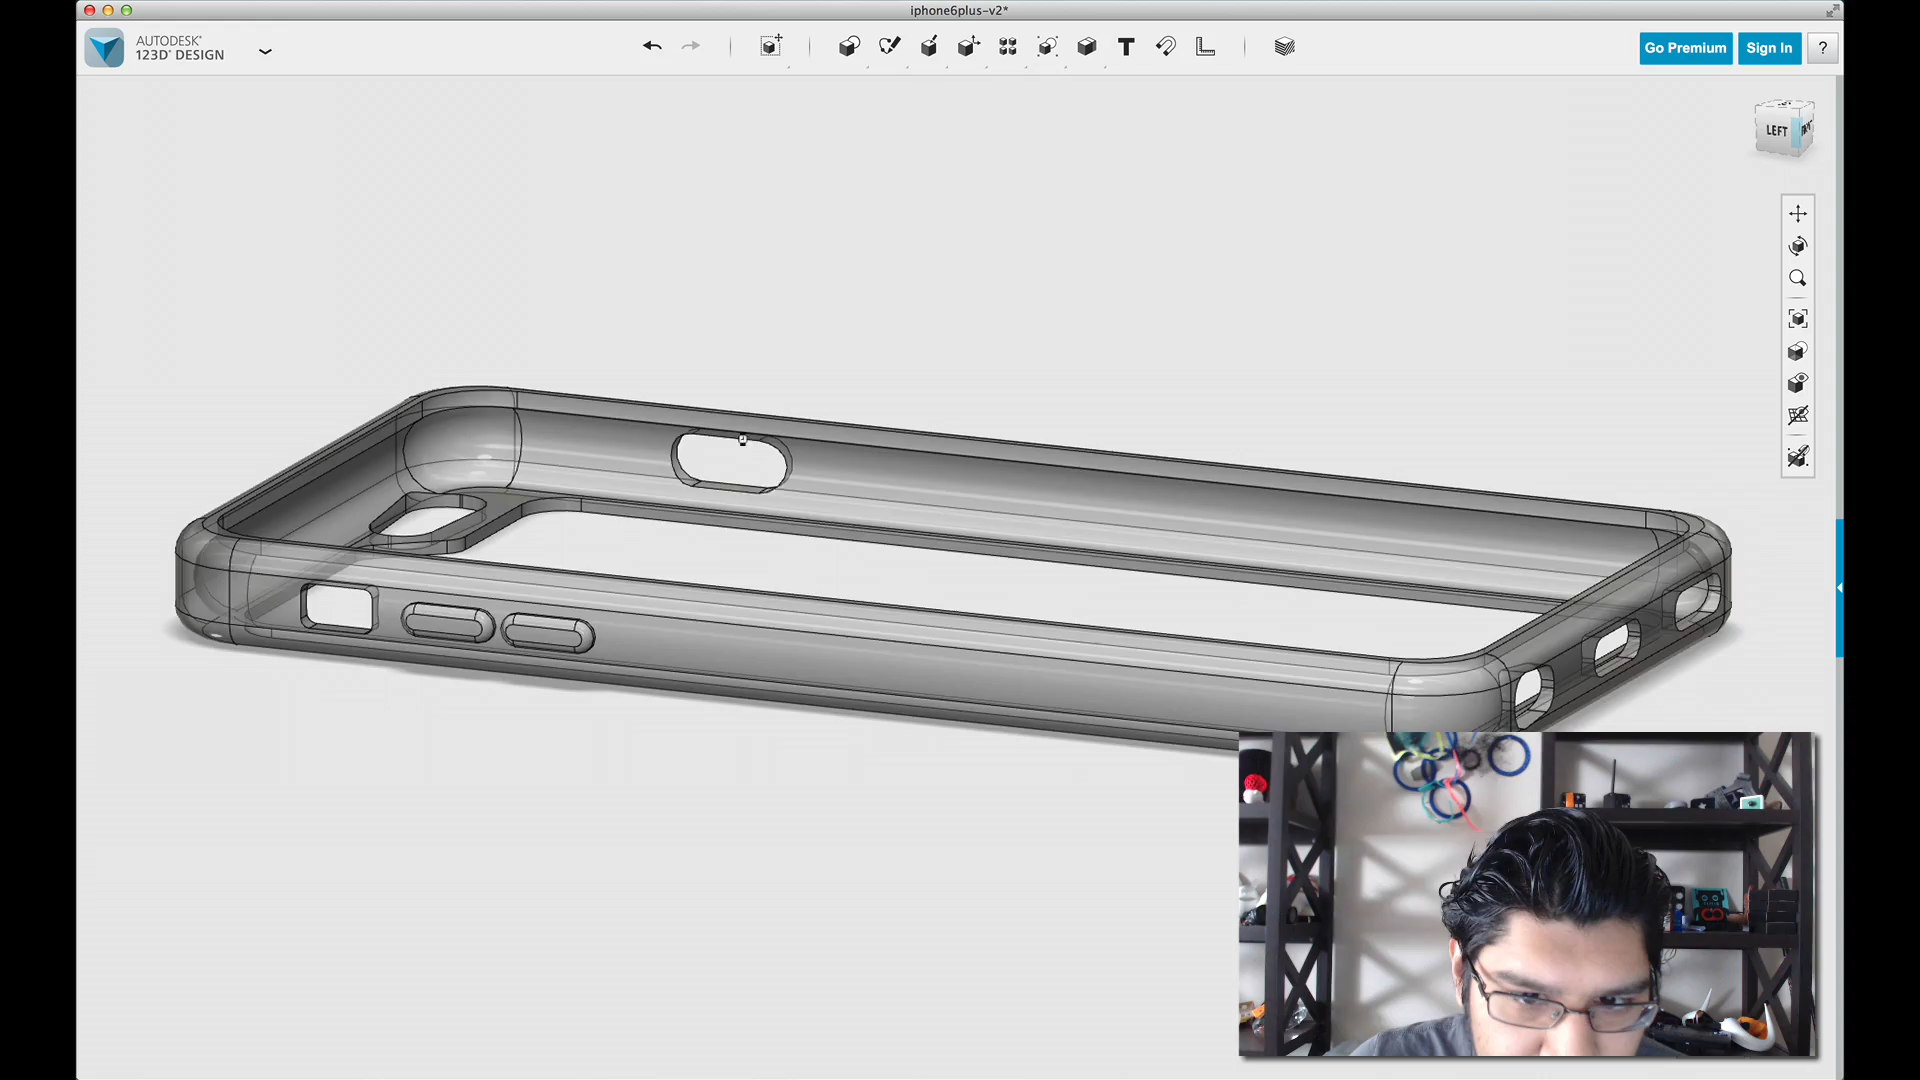 iphone6plus-v2*
AUTODESK®
123D® DESIGN
T
Go Premium
Sign In
?
LEFT